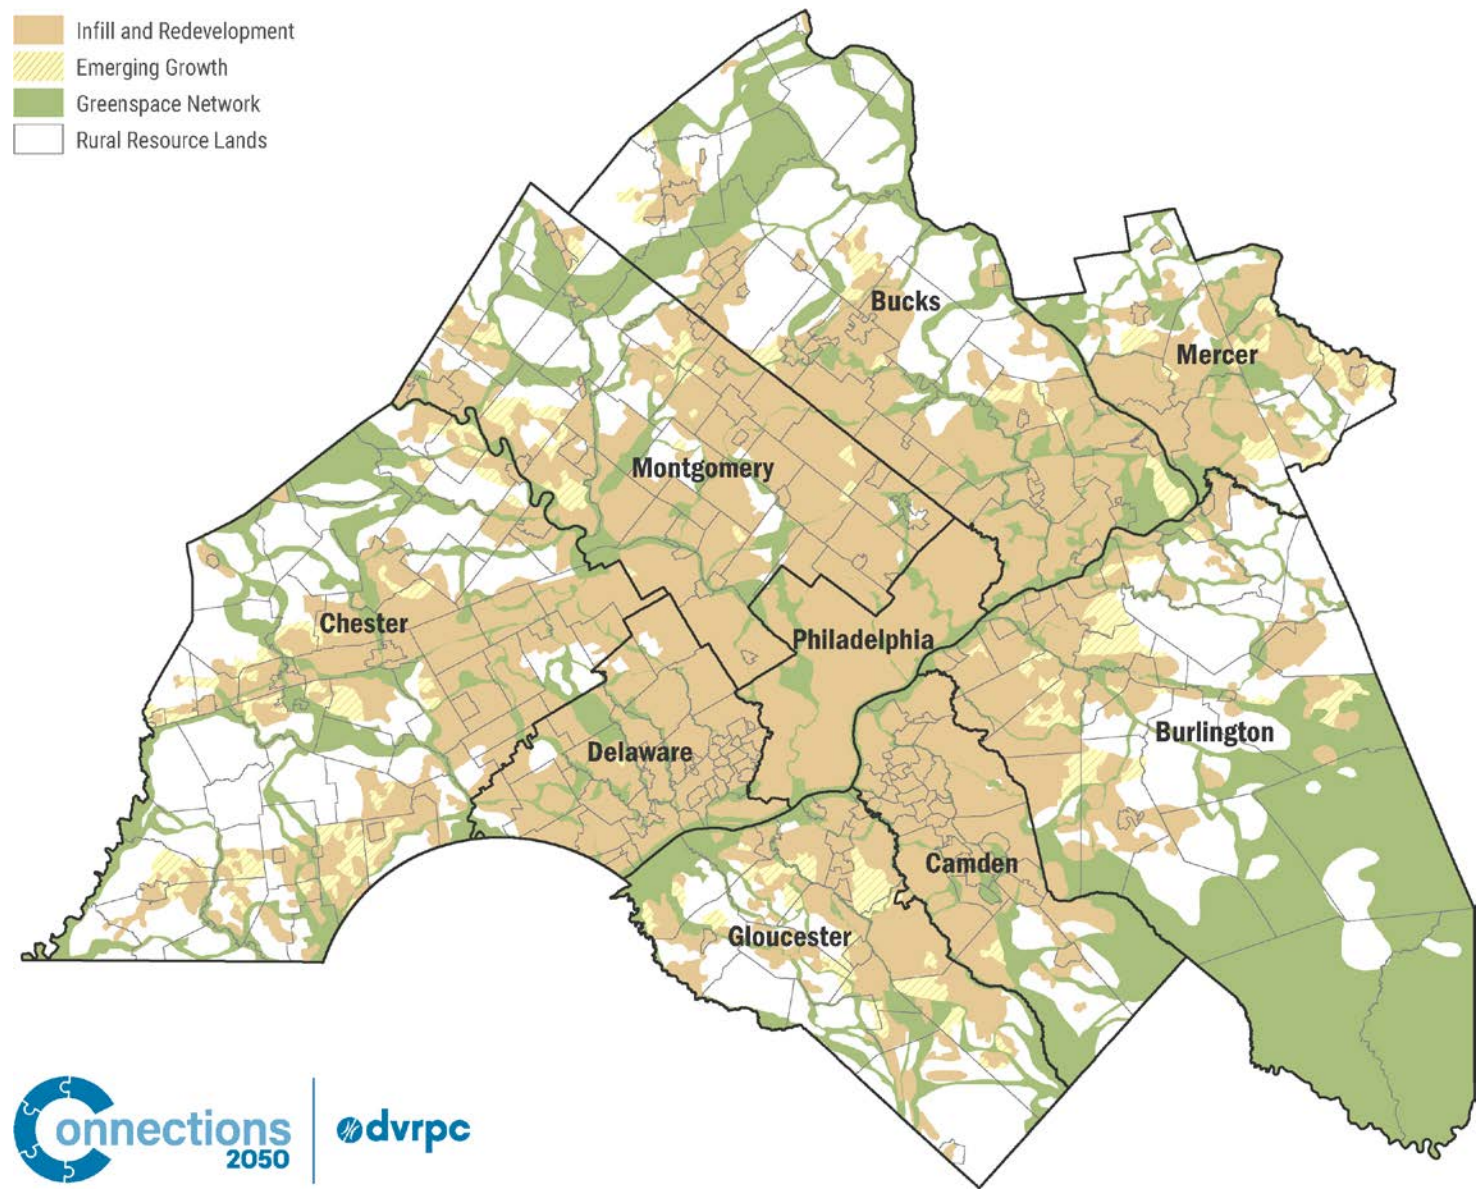 Infill and Redevelopment
Emerging Growth
Greenspace Network
Rural Resource Lands
Bucks
Mercer
Montgomery
Chester
Philadelphia
Delaware
Burlington
Camden
Gloucester
Connections
2050
dvrpc